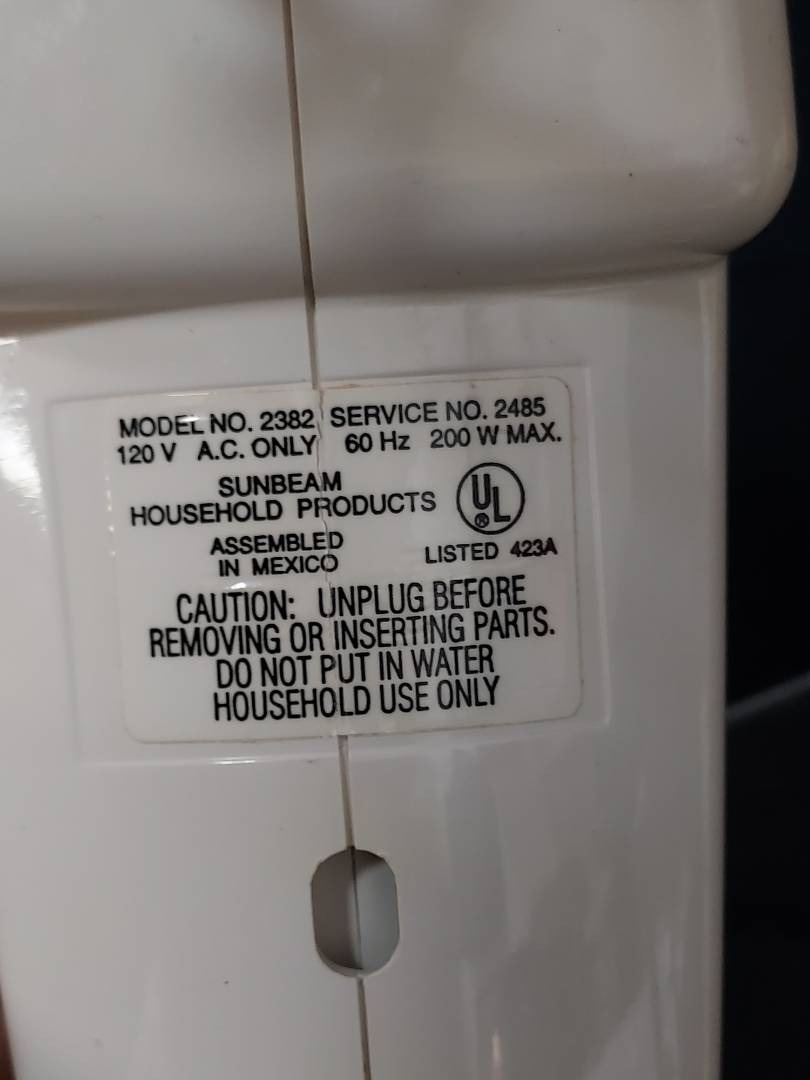 MODEL NO. 2382 SERVICE NO. 2485
120 V A.C. ONLY 60 Hz 200 W MAX.
SUNBEAM
HOUSEHOLD PRODUCTS
UL ®
ASSEMBLED
IN MEXICO
LISTED 423A
CAUTION: UNPLUG BEFORE
REMOVING OR INSERTING PARTS.
DO NOT PUT IN WATER
HOUSEHOLD USE ONLY